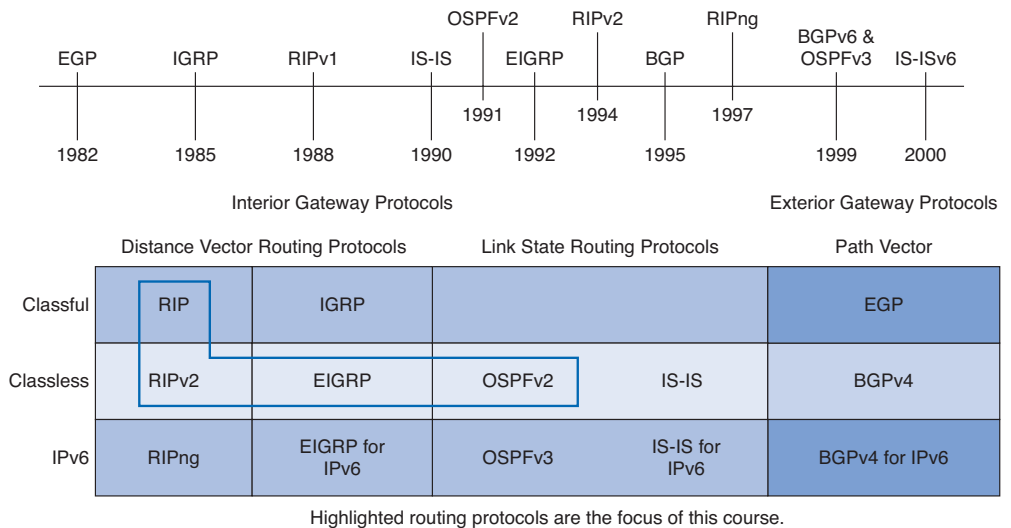 OSPFv2 RIPv2 RIPng
EGP IGRP RIPv1 IS-IS EIGRP BGP BGPv6 &
OSPFv3 IS-ISv6
1991 1994 1997
1982 1985 1988 1990 1992 1995 1999 2000
Interior Gateway Protocols Exterior Gateway Protocols
Distance Vector Routing Protocols Link State Routing Protocols Path Vector
Classful RIP IGRP EGP
Classless RIPv2 EIGRP OSPFv2 IS-IS BGPv4
IPv6 RIPng EIGRP for
IPv6 OSPFv3 IS-IS for
IPv6 BGPv4 for IPv6
Highlighted routing protocols are the focus of this course.